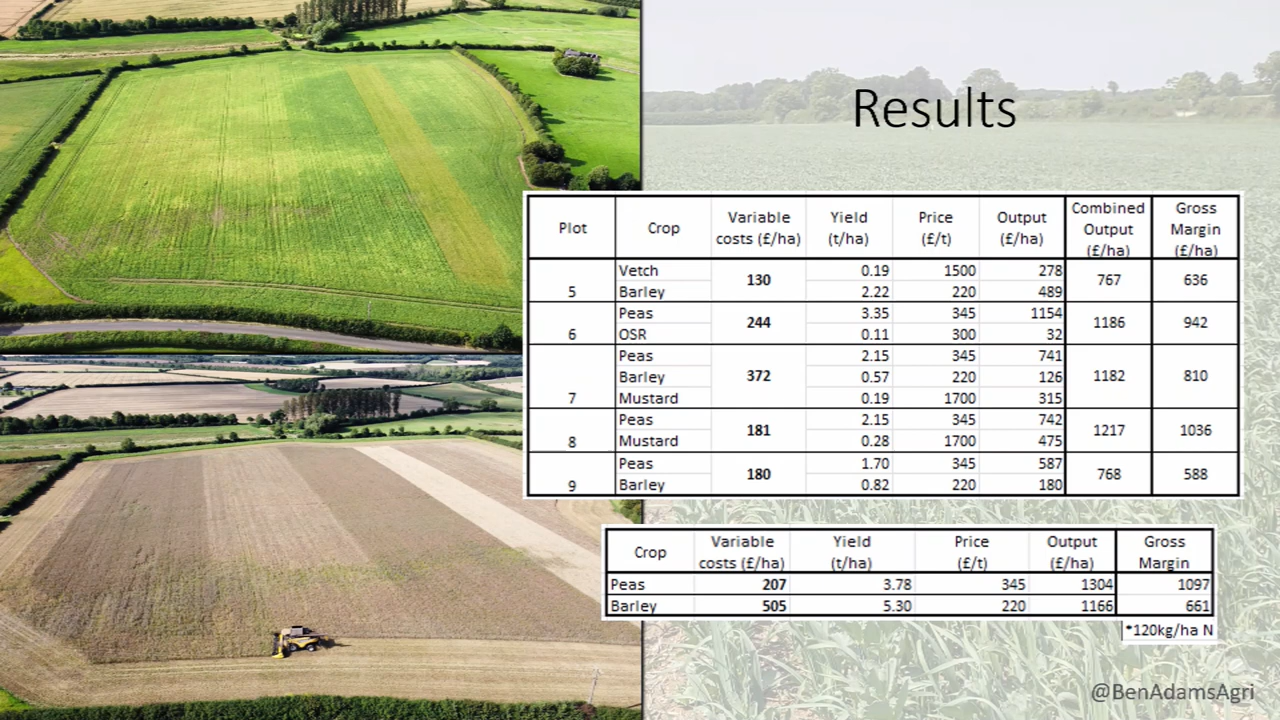 Results
Plot Crop Variable costs (£/ha) Yield (t/ha) Price (£/t) Output (£/ha) Combined Output (£/ha) Gross Margin (£/ha)
5 Vetch 130 0.19 1500 278 767 636
Barley 2.22 220 489
6 Peas 244 3.35 345 1154 1186 942
OSR 0.11 300 32
7 Peas 372 2.15 345 741 1182 810
Barley 0.57 220 126
Mustard 0.19 1700 315
8 Peas 181 2.15 345 742 1217 1036
Mustard 0.28 1700 475
9 Peas 180 1.70 345 587 768 588
Barley 0.82 220 180
Crop Variable costs (£/ha) Yield (t/ha) Price (£/t) Output (£/ha) Gross Margin
Peas 207 3.78 345 1304 1097
Barley 505 5.30 220 1166 661
*120kg/ha N
@BenAdamsAgri